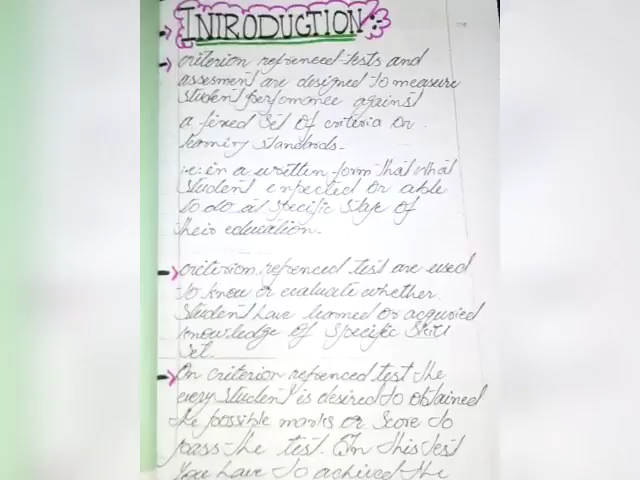 INIRODUCTION :-
criterion refrenced tests and
assesment are designed to measure
student perfomance against
a fixed set of criteria or
learning standards-
i.e: in a written form that what
student expected or able
to do at specific stage of
their education-
criterion refrenced test are used
to know or evaluate whether
student have learned or acquried
knowledge of specific skill
set.
In criterion refrenced test the
every student is desired to obtained
the possible marks or score to
pass the test. In this test
you have to achieved the